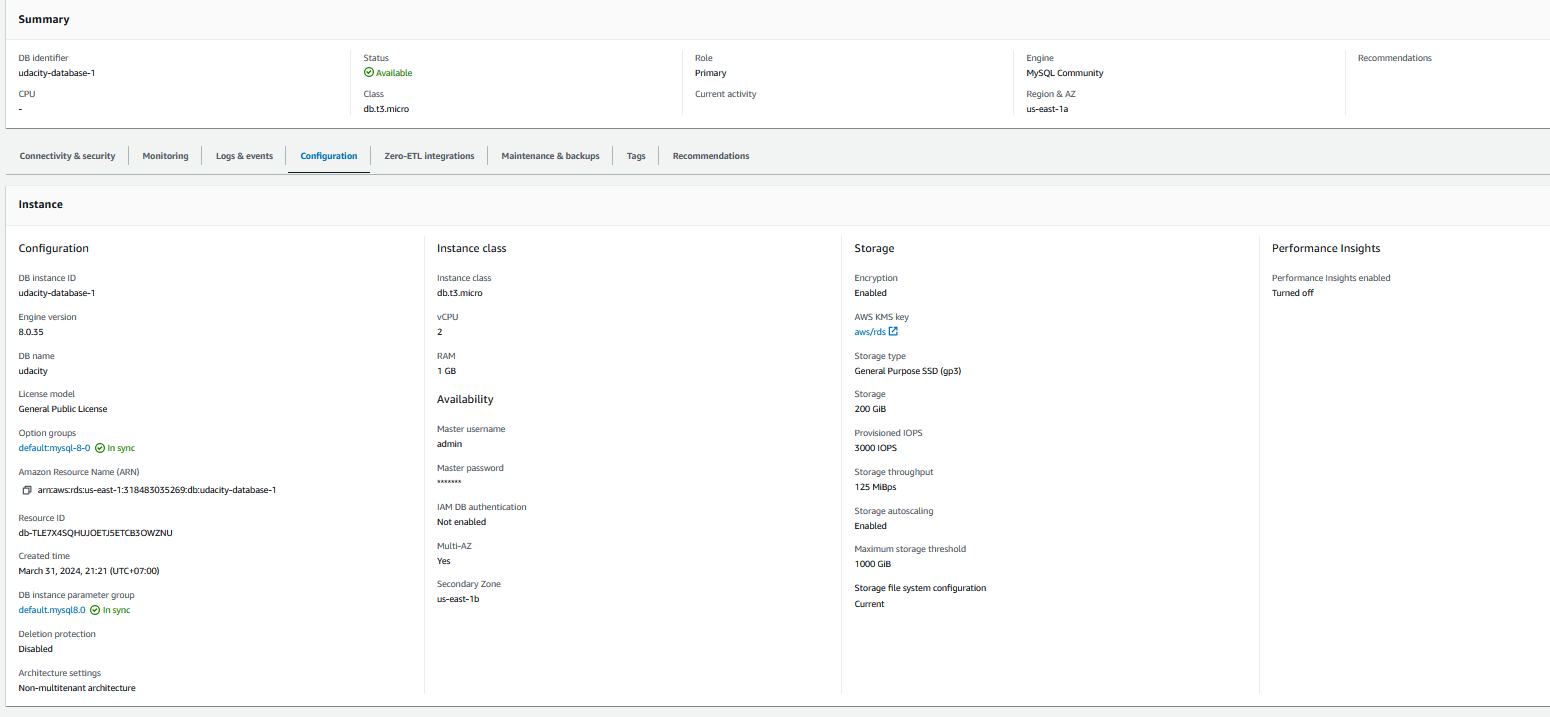 Summary
DB identifier
udacity-database-1
CPU
-
Status
Available
Class
db.t3.micro
Role
Primary
Current activity
Engine
MySQL Community
Region & AZ
us-east-1a
Recommendations
Connectivity & security
Monitoring
Logs & events
Configuration
Zero-ETL integrations
Maintenance & backups
Tags
Recommendations
Instance
Configuration
DB instance ID
udacity-database-1
Engine version
8.0.35
DB name
udacity
License model
General Public License
Option groups
default:mysql-8-0 In sync
Amazon Resource Name (ARN)
arn:aws:rds:us-east-1:318483035269:db:udacity-database-1
Resource ID
db-TLE7X4SQHUJOETJ5ETCB3OWZNU
Created time
March 31, 2024, 21:21 (UTC+07:00)
DB instance parameter group
default.mysql8.0 In sync
Deletion protection
Disabled
Architecture settings
Non-multitenant architecture
Instance class
Instance class
db.t3.micro
vCPU
2
RAM
1 GB
Availability
Master username
admin
Master password
*******
IAM DB authentication
Not enabled
Multi-AZ
Yes
Secondary Zone
us-east-1b
Storage
Encryption
Enabled
AWS KMS key
aws/rds
Storage type
General Purpose SSD (gp3)
Storage
200 GiB
Provisioned IOPS
3000 IOPS
Storage throughput
125 MiBps
Storage autoscaling
Enabled
Maximum storage threshold
1000 GiB
Storage file system configuration
Current
Performance Insights
Performance Insights enabled
Turned off